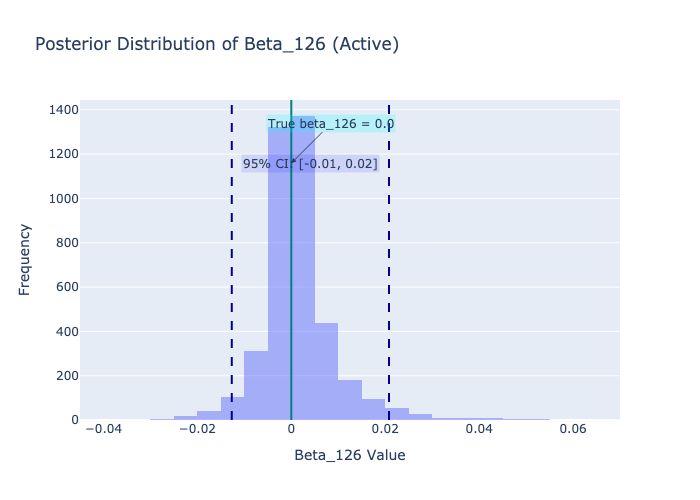 Posterior Distribution of Beta_126 (Active)
1400
1200
1000
800
600
400
200
0
True beta_126 = 0.0
95% CI: [-0.01, 0.02]
Frequency
−0.04
−0.02
0
0.02
0.04
0.06
Beta_126 Value